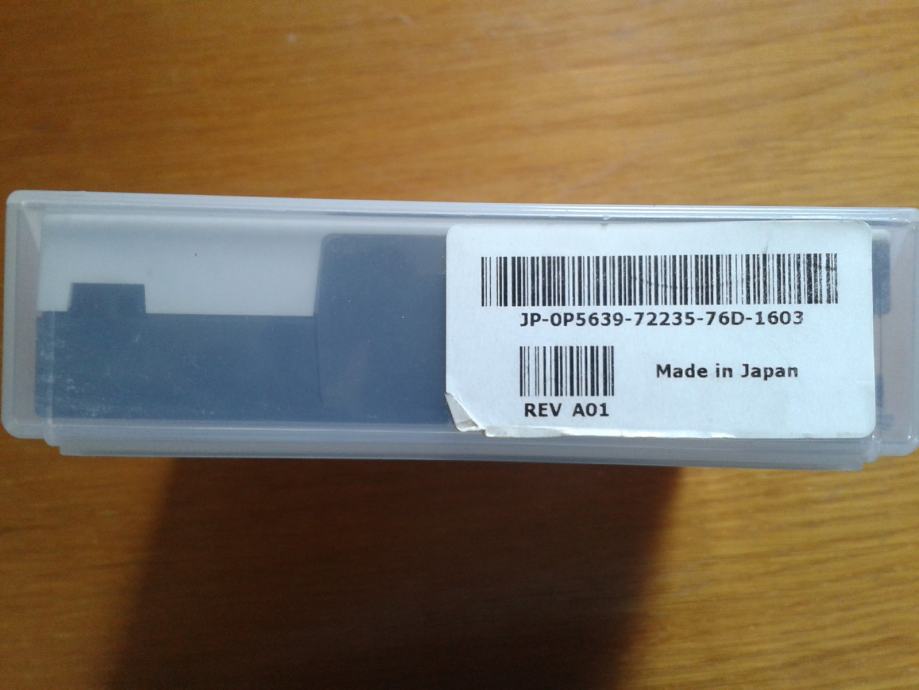 JP-0P5639-72235-76D-1603
Made in Japan
REV A01